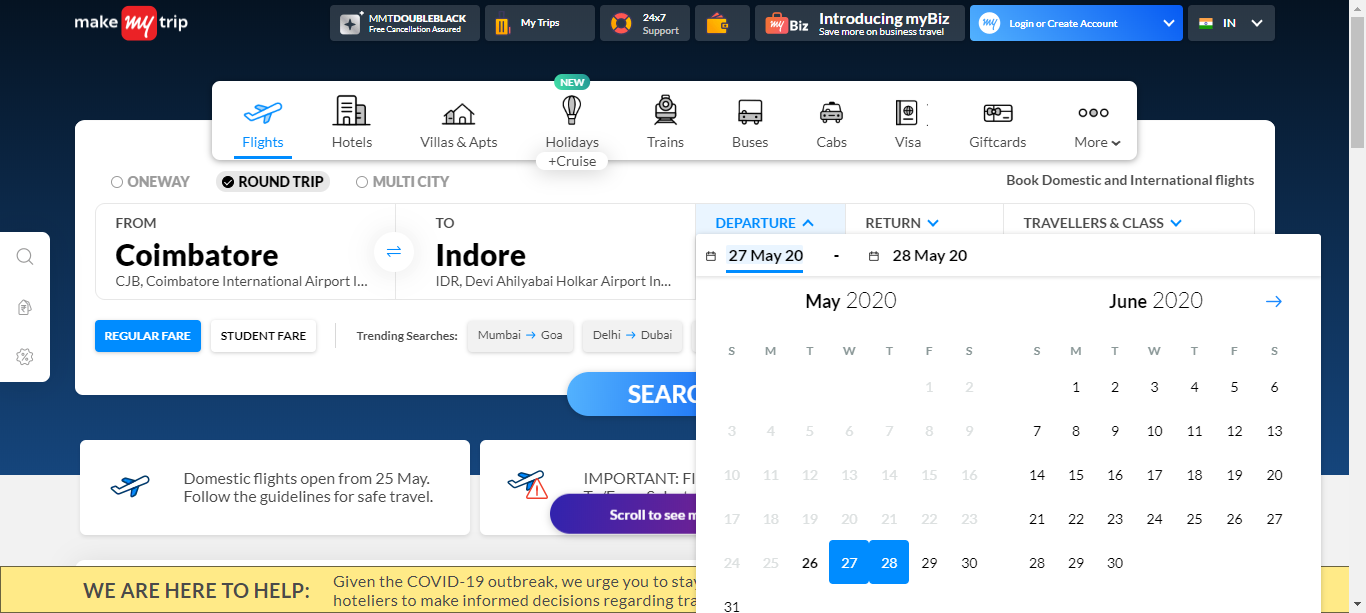 make my trip
MMTDOUBLEBLACK
Free Cancellation Assured
My Trips
24x7
Support
my Biz
Introducing myBiz
Save more on business travel
my
Login or Create Account
IN
NEW
Flights
Hotels
Villas & Apts
Holidays
Trains
Buses
Cabs
Visa
Giftcards
More
+Cruise
ONEWAY
ROUND TRIP
MULTI CITY
Book Domestic and International flights
FROM
Coimbatore
CJB, Coimbatore International Airport I...
TO
Indore
IDR, Devi Ahilyabai Holkar Airport In...
DEPARTURE
RETURN
TRAVELLERS & CLASS
27 May 20 - 28 May 20
REGULAR FARE
STUDENT FARE
Trending Searches:
Mumbai → Goa
Delhi → Dubai
SEARC
May 2020
S M T W T F S
1 2
3 4 5 6 7 8 9
10 11 12 13 14 15 16
17 18 19 20 21 22 23
24 25 26 27 28 29 30
31
June 2020
S M T W T F S
1 2 3 4 5 6
7 8 9 10 11 12 13
14 15 16 17 18 19 20
21 22 23 24 25 26 27
28 29 30
Domestic flights open from 25 May.
Follow the guidelines for safe travel.
IMPORTANT: FI
Scroll to see m
WE ARE HERE TO HELP:
Given the COVID-19 outbreak, we urge you to stay
hoteliers to make informed decisions regarding tra